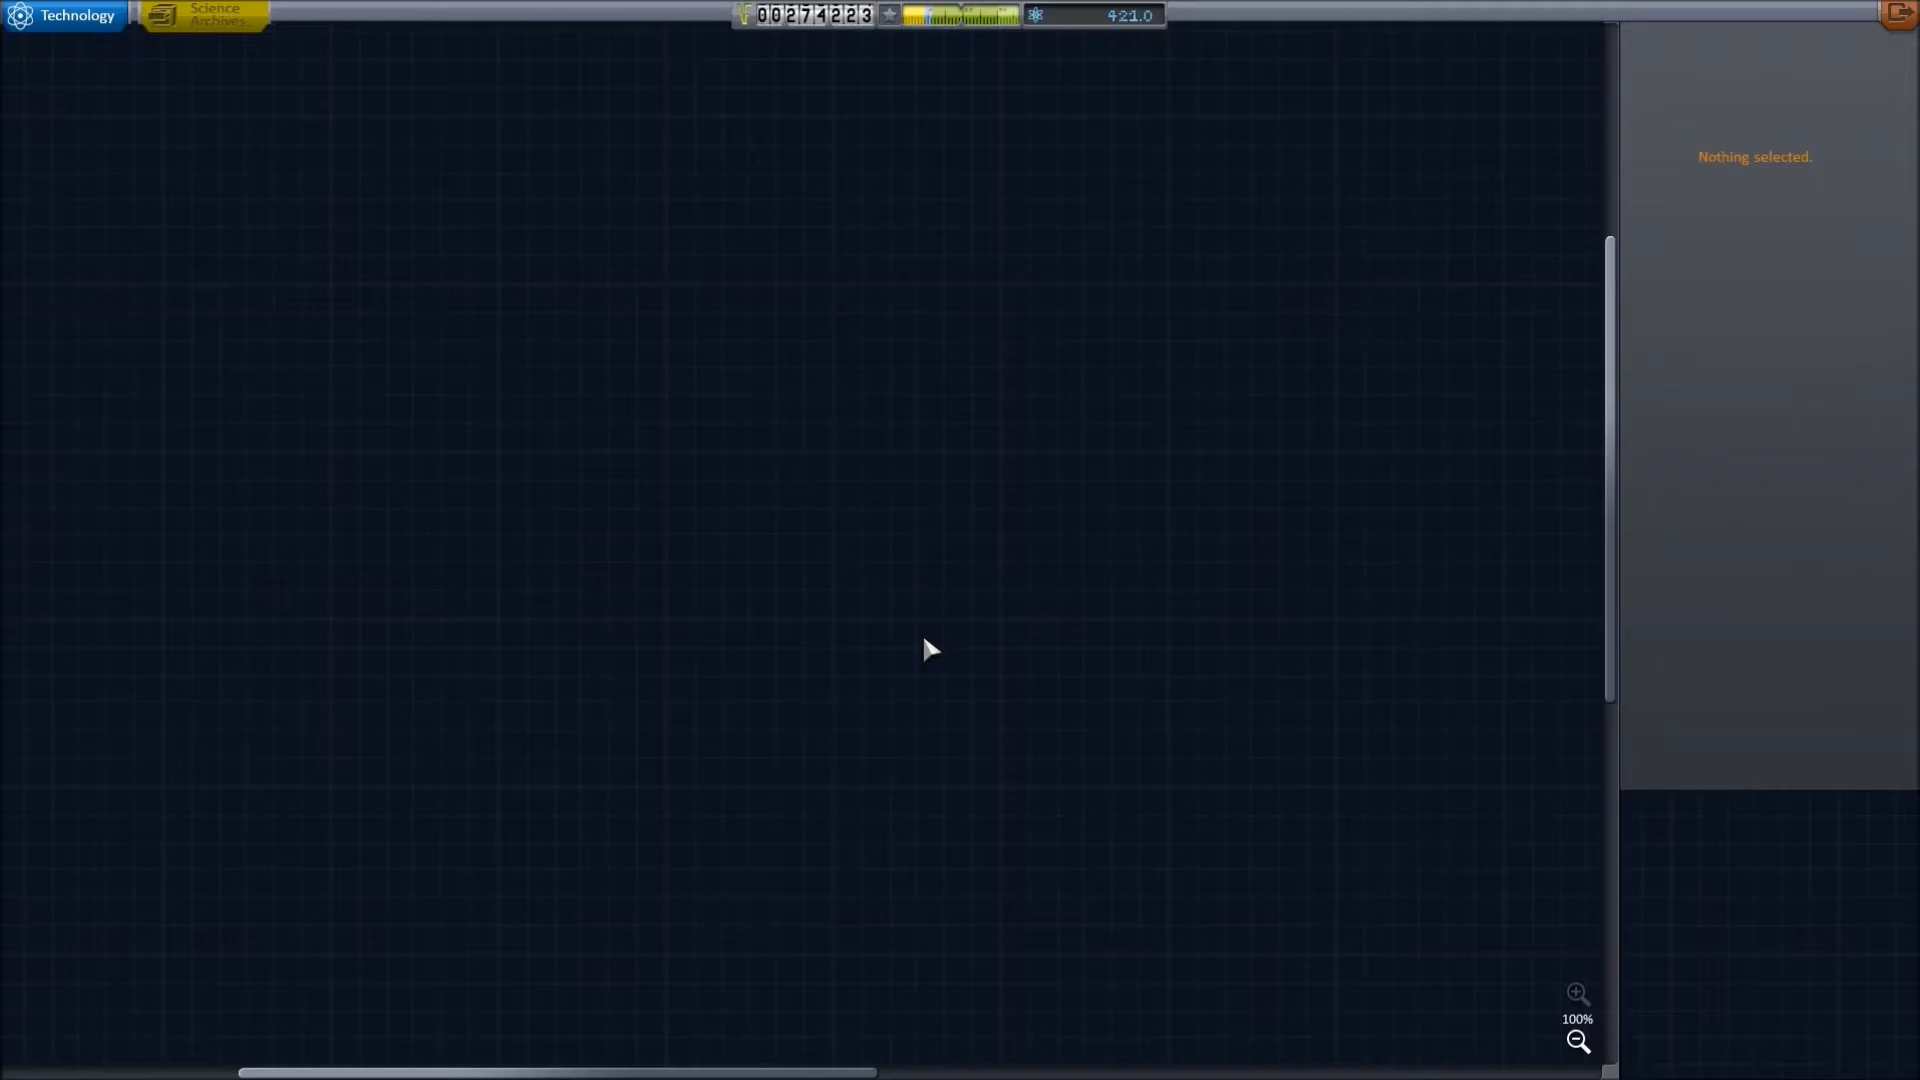 Technology
Science
Archives
00274223
421.0
Nothing selected.
100%